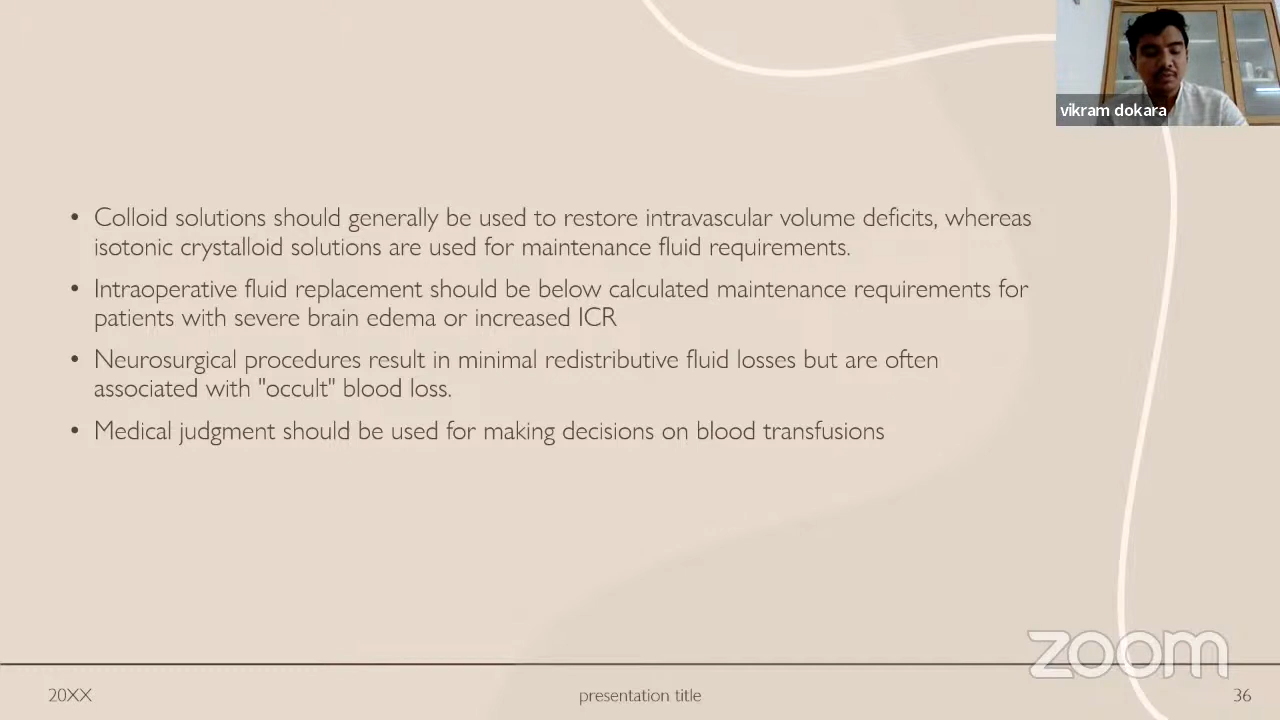 vikram dokara
• Colloid solutions should generally be used to restore intravascular volume deficits, whereas
isotonic crystalloid solutions are used for maintenance fluid requirements.
• Intraoperative fluid replacement should be below calculated maintenance requirements for
patients with severe brain edema or increased ICR
• Neurosurgical procedures result in minimal redistributive fluid losses but are often
associated with "occult" blood loss.
• Medical judgment should be used for making decisions on blood transfusions
zoom
20XX
presentation title
36